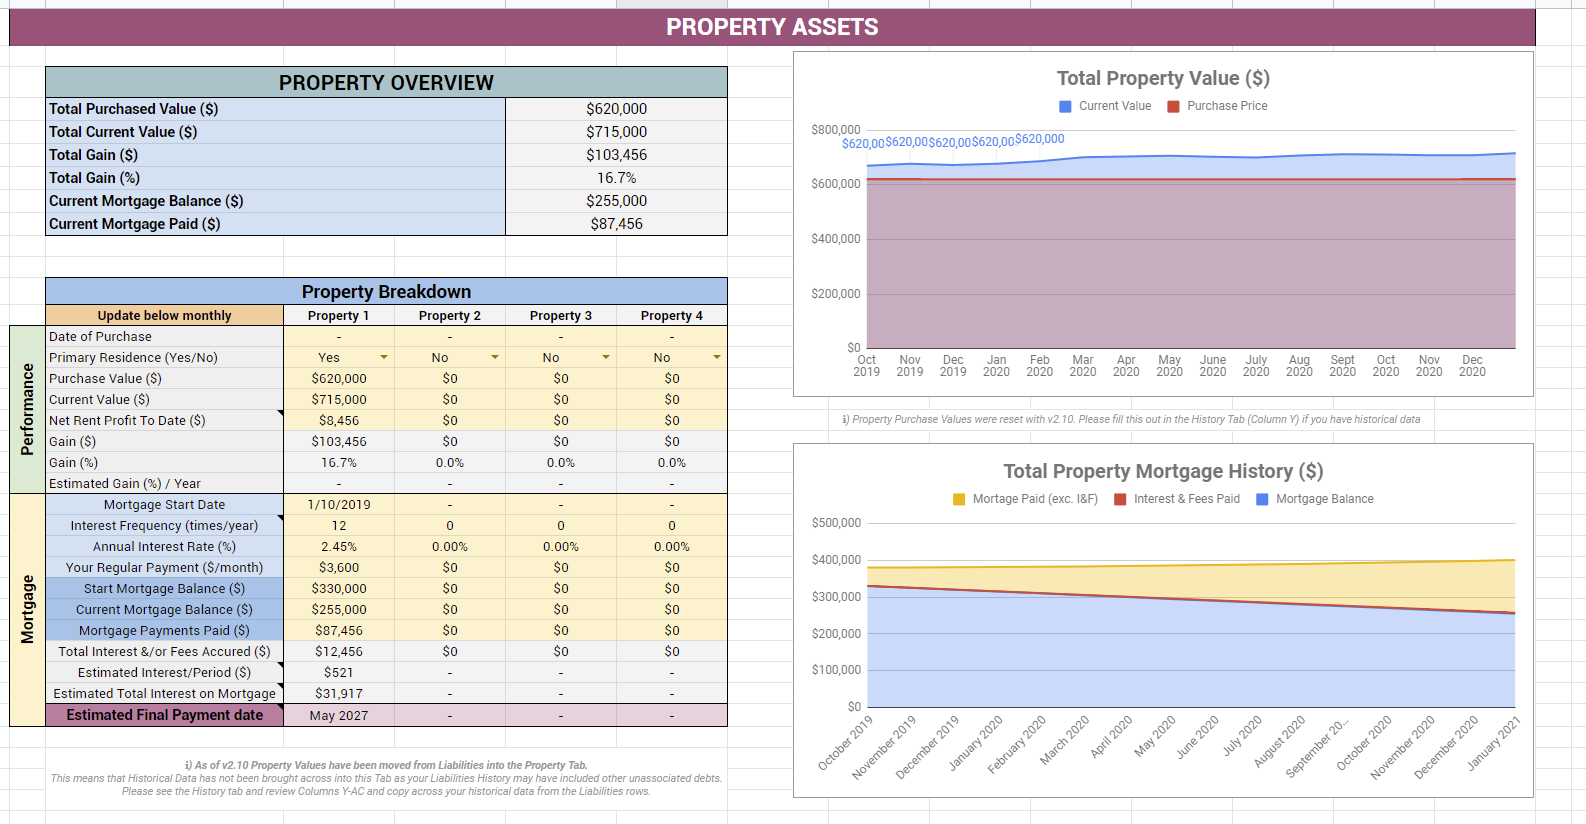 PROPERTY ASSETS
PROPERTY OVERVIEW
Total Purchased Value ($) $620,000
Total Current Value ($) $715,000
Total Gain ($) $103,456
Total Gain (%) 16.7%
Current Mortgage Balance ($) $255,000
Current Mortgage Paid ($) $87,456
Property Breakdown
Update below monthly Property 1 Property 2 Property 3 Property 4
Performance
Date of Purchase - - - -
Primary Residence (Yes/No) Yes No No No
Purchase Value ($) $620,000 $0 $0 $0
Current Value ($) $715,000 $0 $0 $0
Net Rent Profit To Date ($) $8,456 $0 $0 $0
Gain ($) $103,456 $0 $0 $0
Gain (%) 16.7% 0.0% 0.0% 0.0%
Estimated Gain (%) / Year - - - -
Mortgage
Mortgage Start Date 1/10/2019 - - -
Interest Frequency (times/year) 12 0 0 0
Annual Interest Rate (%) 2.45% 0.00% 0.00% 0.00%
Your Regular Payment ($/month) $3,600 $0 $0 $0
Start Mortgage Balance ($) $330,000 $0 $0 $0
Current Mortgage Balance ($) $255,000 $0 $0 $0
Mortgage Payments Paid ($) $87,456 $0 $0 $0
Total Interest &/or Fees Accured ($) $12,456 $0 $0 $0
Estimated Interest/Period ($) $521 - - -
Estimated Total Interest on Mortgage $31,917 - - -
Estimated Final Payment date May 2027 - - -
ℹ) As of v2.10 Property Values have been moved from Liabilities into the Property Tab.
This means that Historical Data has not been brought across into this Tab as your Liabilities History may have included other unassociated debts.
Please see the History tab and review Columns Y-AC and copy across your historical data from the Liabilities rows.
Total Property Value ($)
Current Value Purchase Price
$800,000
$620,00 $620,00 $620,00 $620,00 $620,000
$600,000
$400,000
$200,000
$0
Oct Nov Dec Jan Feb Mar Apr May June July Aug Sept Oct Nov Dec
2019 2019 2019 2020 2020 2020 2020 2020 2020 2020 2020 2020 2020 2020 2020
ℹ) Property Purchase Values were reset with v2.10. Please fill this out in the History Tab (Column Y) if you have historical data
Total Property Mortgage History ($)
Mortage Paid (exc. I&F) Interest & Fees Paid Mortgage Balance
$500,000
$400,000
$300,000
$200,000
$100,000
$0
October 2019 November 2019 December 2019 January 2020 February 2020 March 2020 April 2020 May 2020 June 2020 July 2020 August 2020 September 20... October 2020 November 2020 December 2020 January 2021